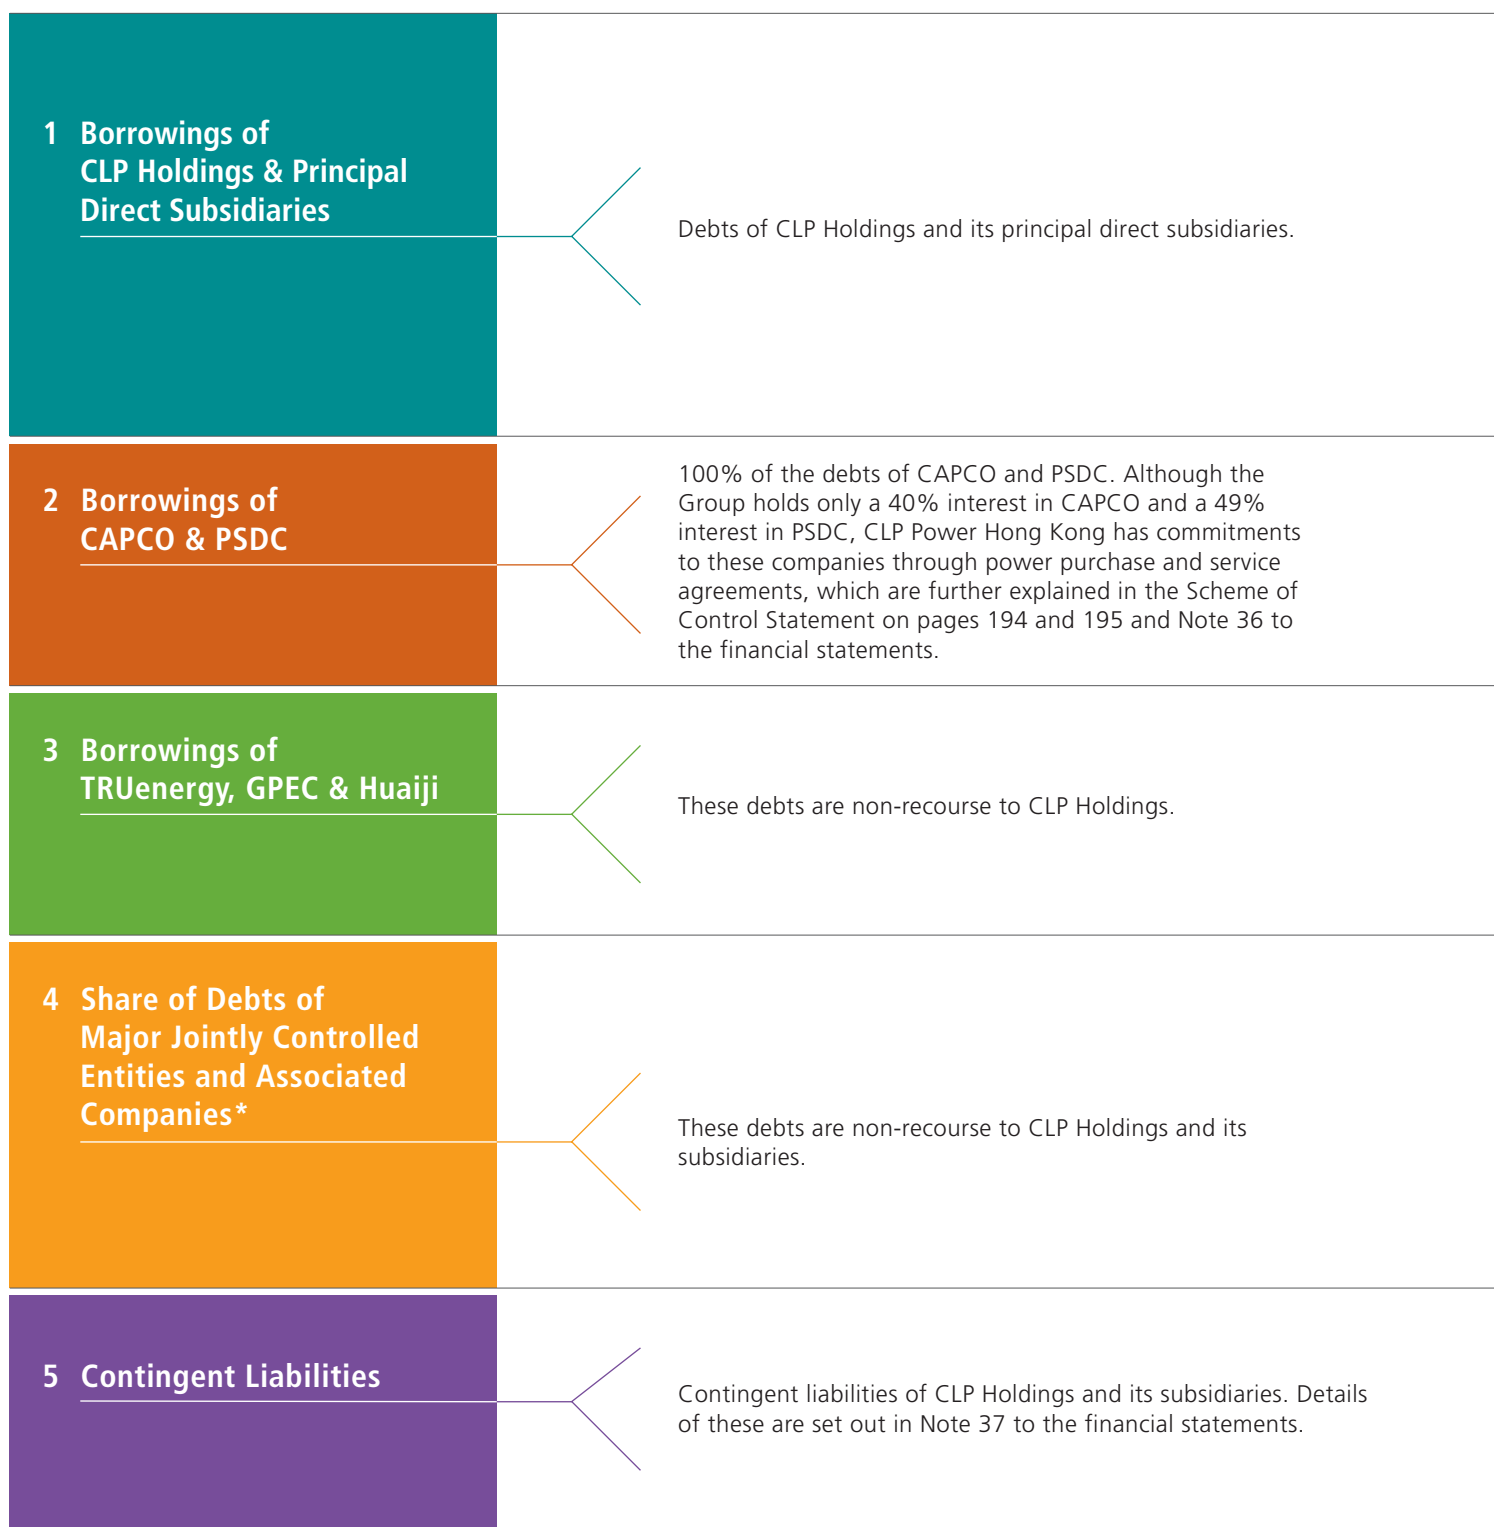 1 Borrowings of
CLP Holdings & Principal
Direct Subsidiaries
Debts of CLP Holdings and its principal direct subsidiaries.
2 Borrowings of
CAPCO & PSDC
100% of the debts of CAPCO and PSDC. Although the
Group holds only a 40% interest in CAPCO and a 49%
interest in PSDC, CLP Power Hong Kong has commitments
to these companies through power purchase and service
agreements, which are further explained in the Scheme of
Control Statement on pages 194 and 195 and Note 36 to
the financial statements.
3 Borrowings of
TRUenergy, GPEC & Huaiji
These debts are non-recourse to CLP Holdings.
4 Share of Debts of
Major Jointly Controlled
Entities and Associated
Companies*
These debts are non-recourse to CLP Holdings and its
subsidiaries.
5 Contingent Liabilities
Contingent liabilities of CLP Holdings and its subsidiaries. Details
of these are set out in Note 37 to the financial statements.